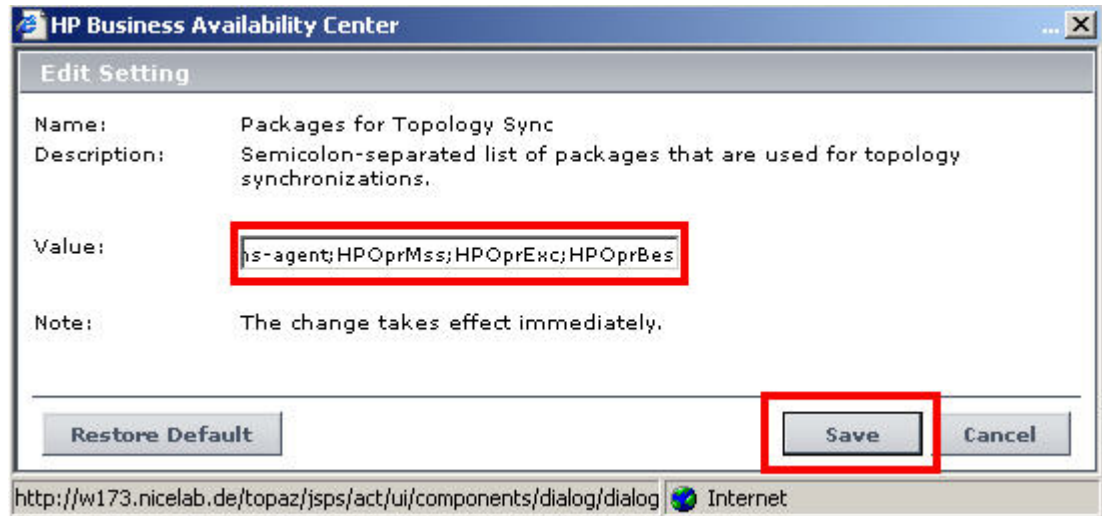 HP Business Availability Center ...
Edit Setting
Name: Packages for Topology Sync
Description: Semicolon-separated list of packages that are used for topology
synchronizations.
Value: ns-agent;HPOprMss;HPOprExc;HPOprBes
Note: The change takes effect immediately.
Restore Default Save Cancel
http://w173.nicelab.de/topaz/jsps/act/ui/components/dialog/dialog Internet